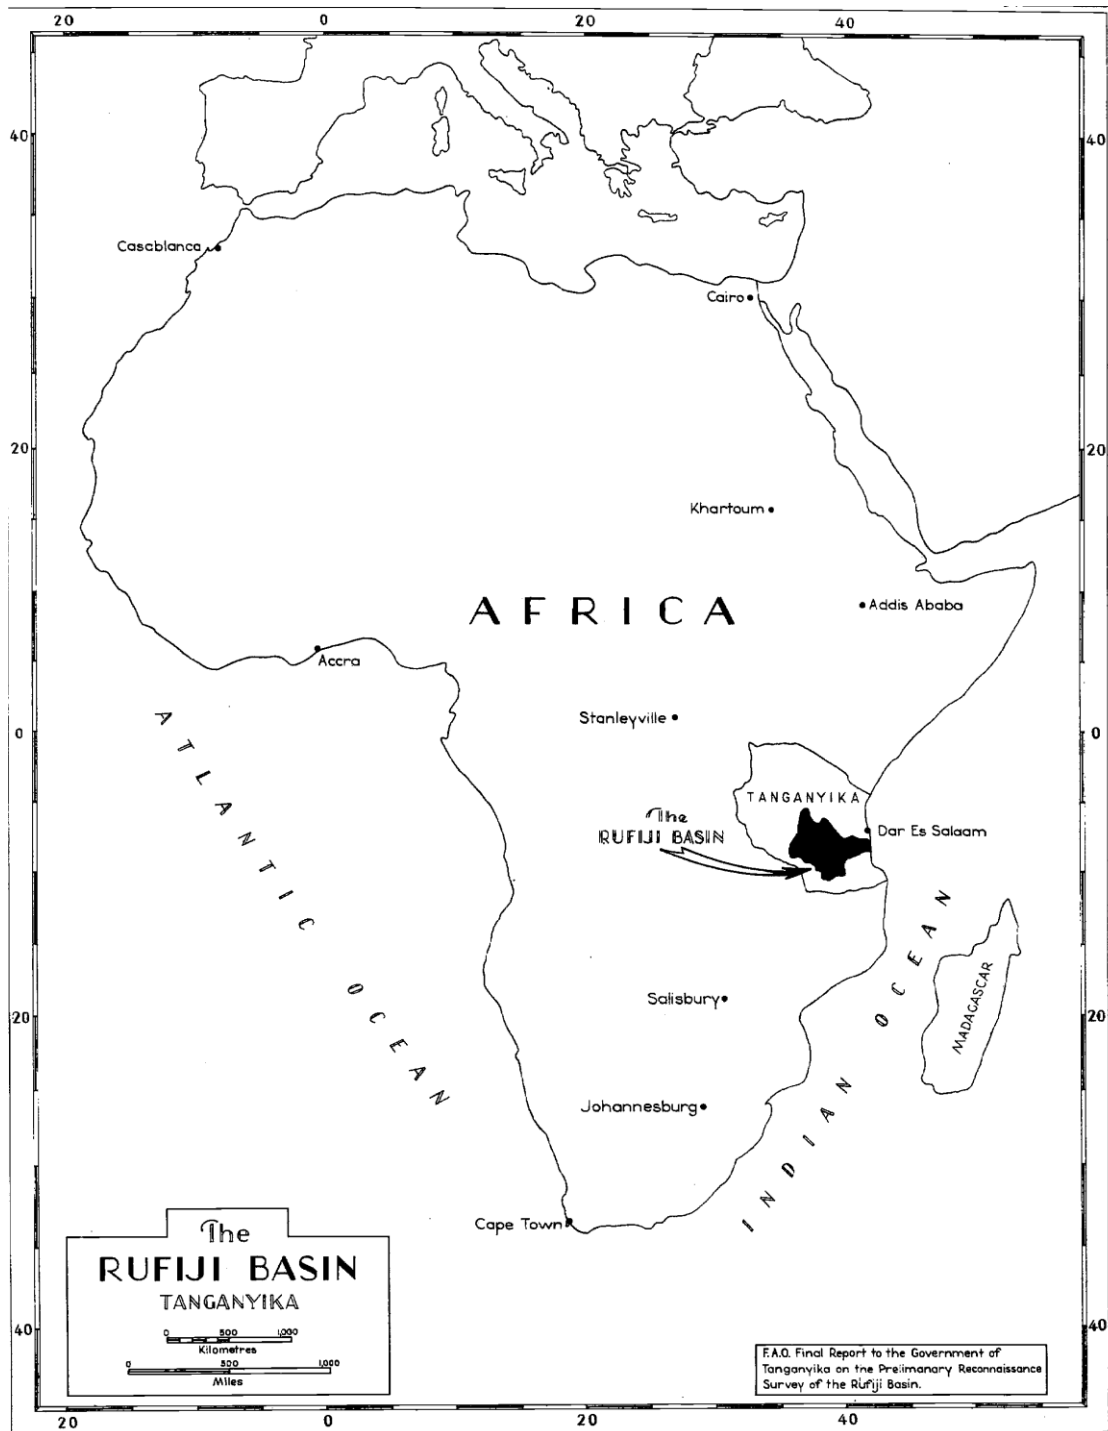 20 0 20 40
40 40
Casablanca
Cairo
20 20
Khartoum
AFRICA
Addis Ababa
Accra
ATLANTIC OCEAN
Stanleyville
0 0
TANGANYIKA
The
RUFIJI BASIN
Dar Es Salaam
INDIAN OCEAN
MADAGASCAR
Salisbury
20 20
Johannesburg
Cape Town
The
RUFIJI BASIN
TANGANYIKA
0 500 1,000
Kilometres
0 500 1,000
Miles
40 40
F.A.O. Final Report to the Government of
Tanganyika on the Prelimanary Reconnaissance
Survey of the Rufiji Basin.
20 0 20 40